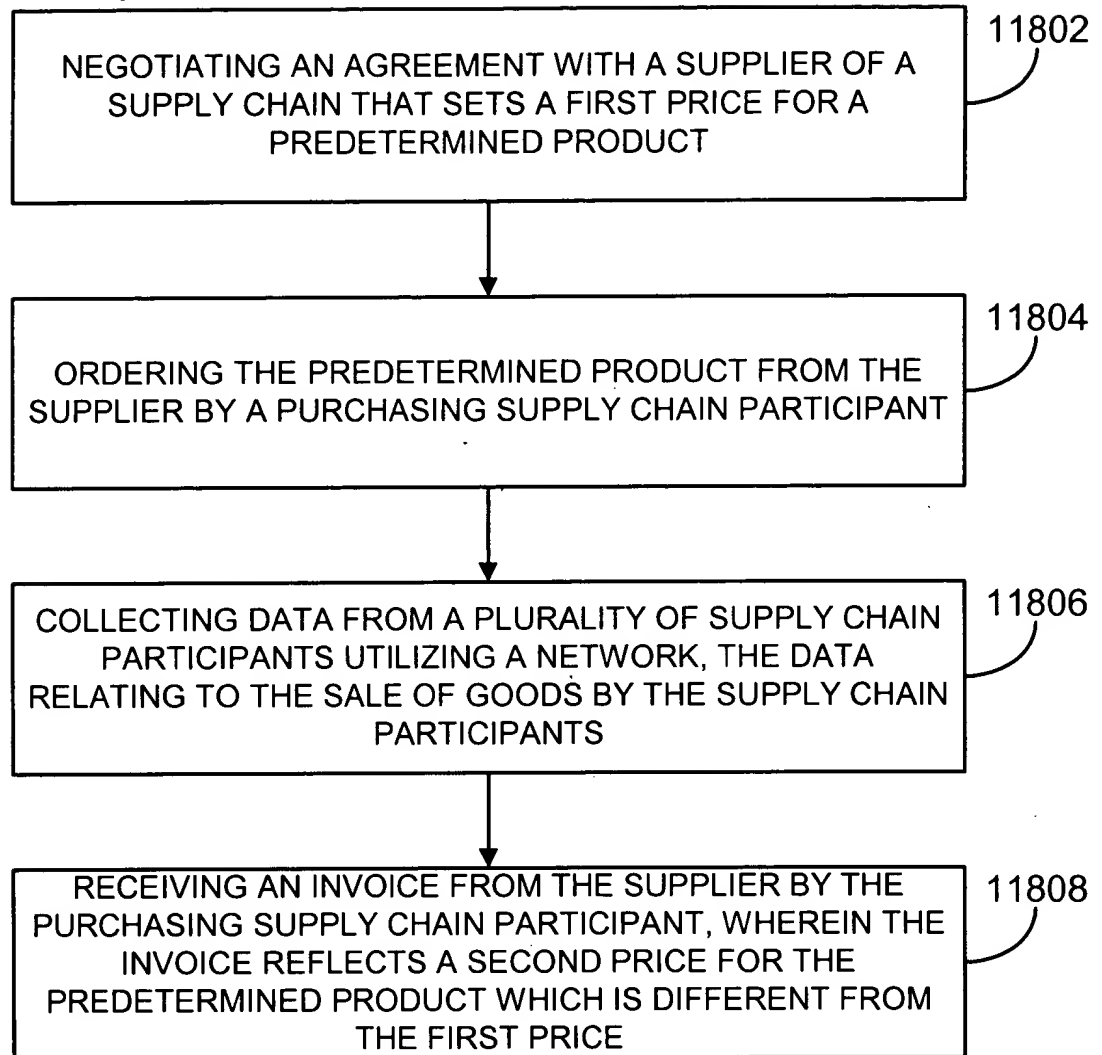 11802
NEGOTIATING AN AGREEMENT WITH A SUPPLIER OF A
SUPPLY CHAIN THAT SETS A FIRST PRICE FOR A
PREDETERMINED PRODUCT
11804
ORDERING THE PREDETERMINED PRODUCT FROM THE
SUPPLIER BY A PURCHASING SUPPLY CHAIN PARTICIPANT
11806
COLLECTING DATA FROM A PLURALITY OF SUPPLY CHAIN
PARTICIPANTS UTILIZING A NETWORK, THE DATA
RELATING TO THE SALE OF GOODS BY THE SUPPLY CHAIN
PARTICIPANTS
11808
RECEIVING AN INVOICE FROM THE SUPPLIER BY THE
PURCHASING SUPPLY CHAIN PARTICIPANT, WHEREIN THE
INVOICE REFLECTS A SECOND PRICE FOR THE
PREDETERMINED PRODUCT WHICH IS DIFFERENT FROM
THE FIRST PRICE